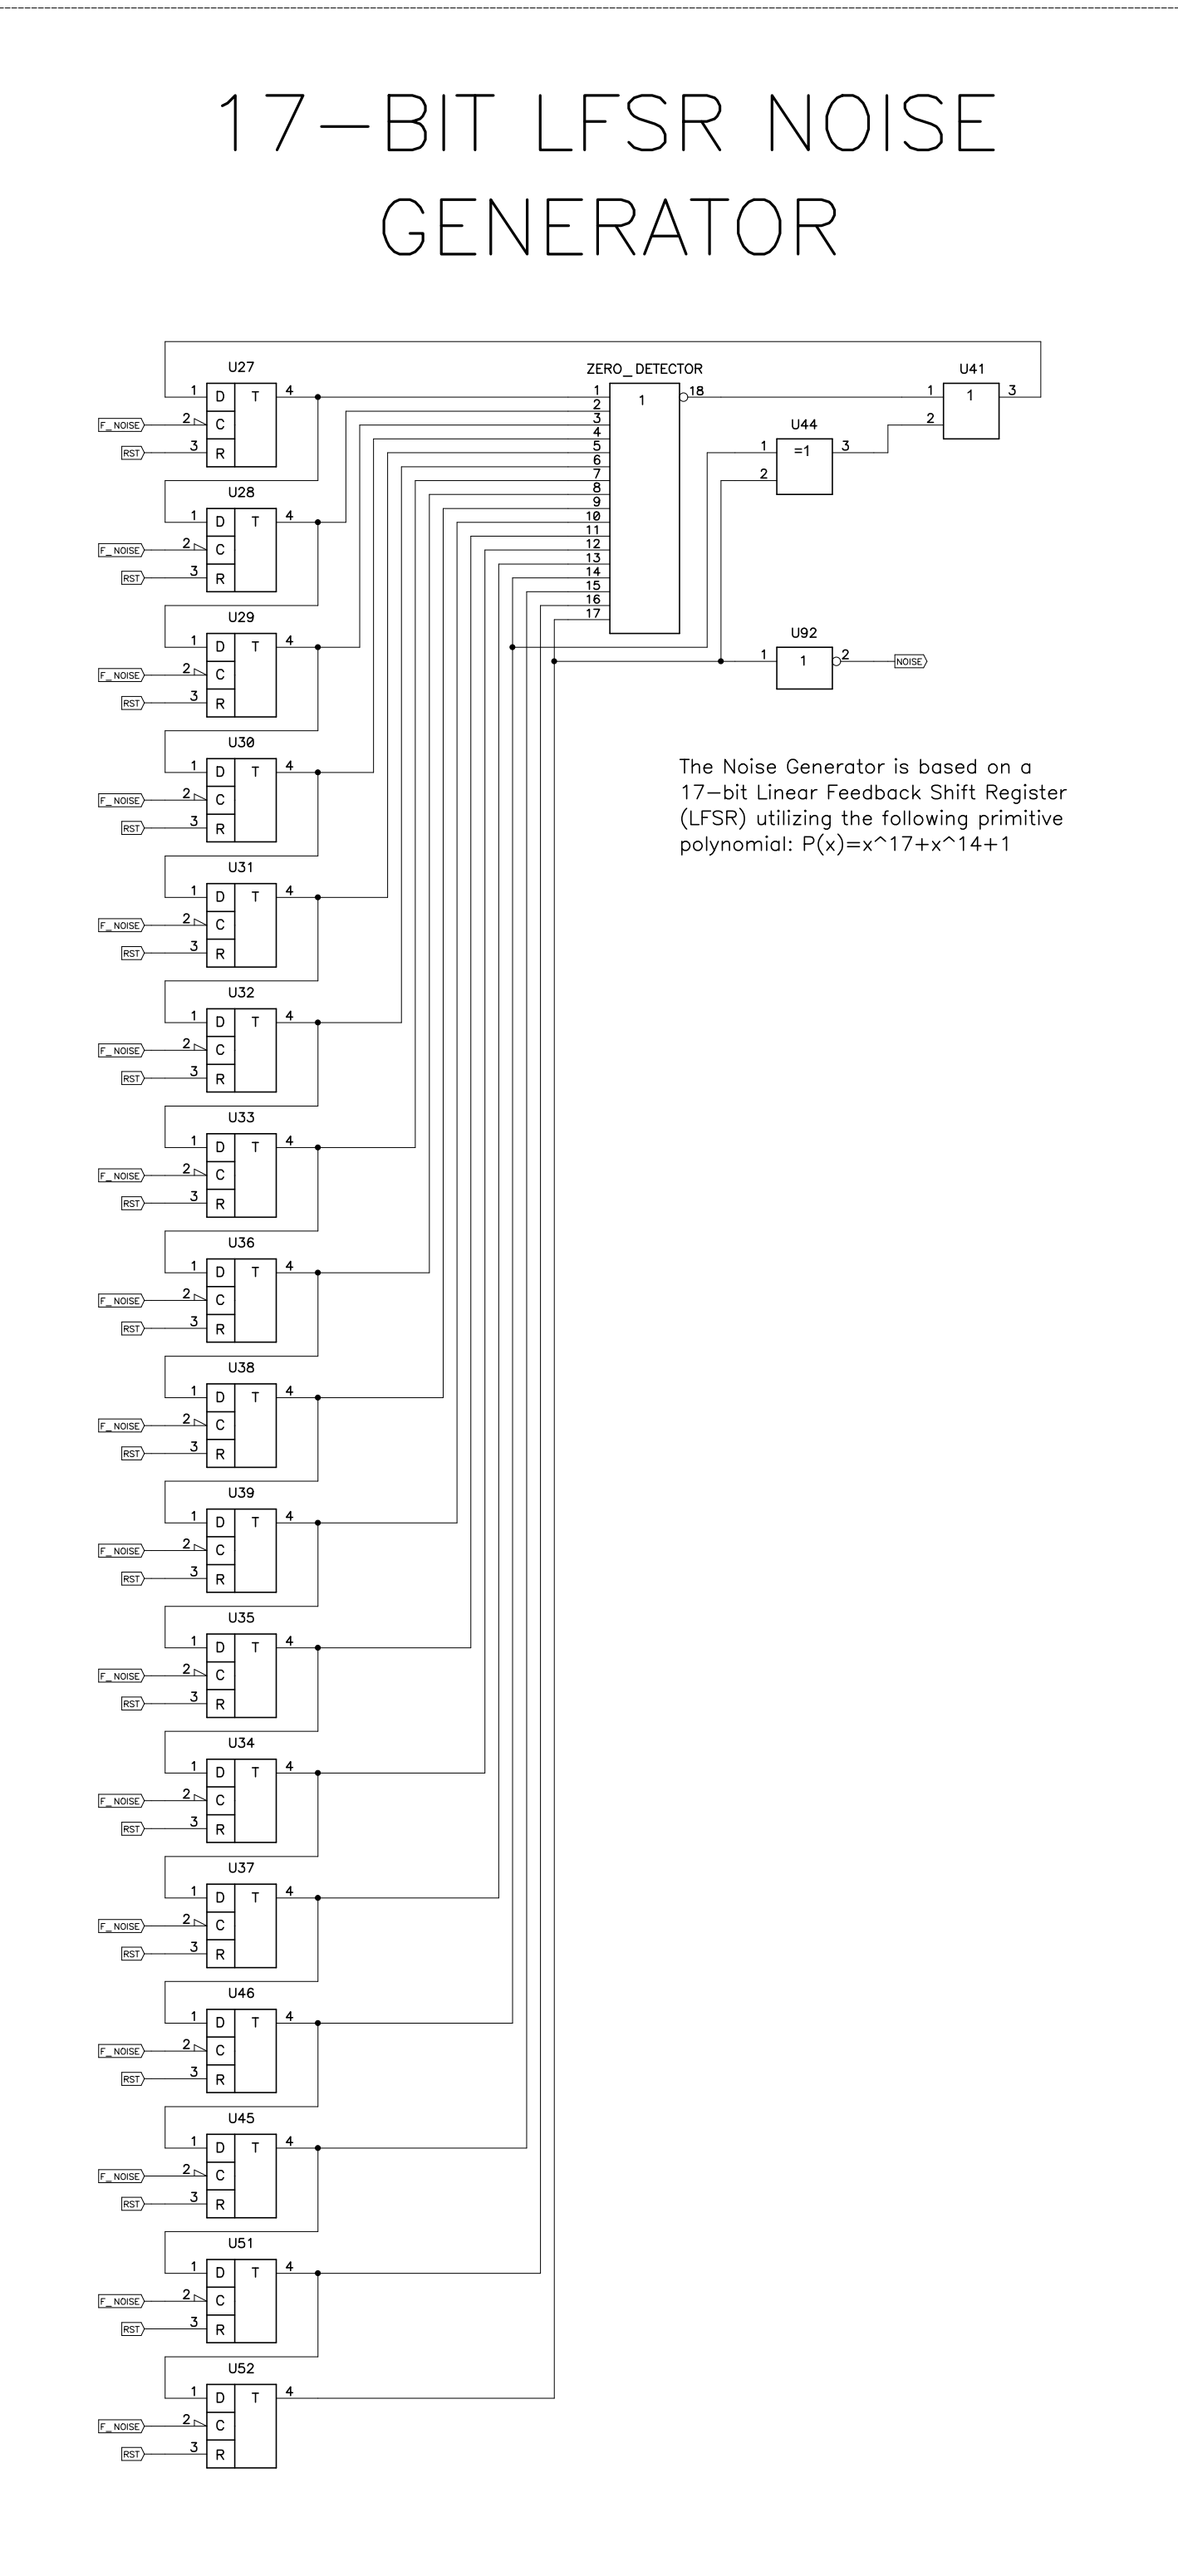 17-BIT LFSR NOISE
GENERATOR
U27
1 D T 4
F_NOISE 2 C
RST 3 R
U28
1 D T 4
F_NOISE 2 C
RST 3 R
U29
1 D T 4
F_NOISE 2 C
RST 3 R
U30
1 D T 4
F_NOISE 2 C
RST 3 R
U31
1 D T 4
F_NOISE 2 C
RST 3 R
U32
1 D T 4
F_NOISE 2 C
RST 3 R
U33
1 D T 4
F_NOISE 2 C
RST 3 R
U36
1 D T 4
F_NOISE 2 C
RST 3 R
U38
1 D T 4
F_NOISE 2 C
RST 3 R
U39
1 D T 4
F_NOISE 2 C
RST 3 R
U35
1 D T 4
F_NOISE 2 C
RST 3 R
U34
1 D T 4
F_NOISE 2 C
RST 3 R
U37
1 D T 4
F_NOISE 2 C
RST 3 R
U46
1 D T 4
F_NOISE 2 C
RST 3 R
U45
1 D T 4
F_NOISE 2 C
RST 3 R
U51
1 D T 4
F_NOISE 2 C
RST 3 R
U52
1 D T 4
F_NOISE 2 C
RST 3 R
ZERO_DETECTOR
1 1 18
2
3
4
5
6
7
8
9
10
11
12
13
14
15
16
17
U41
1 1 3
2
U44
1 =1 3
2
U92
1 1 2 NOISE
The Noise Generator is based on a
17-bit Linear Feedback Shift Register
(LFSR) utilizing the following primitive
polynomial: P(x)=x^17+x^14+1